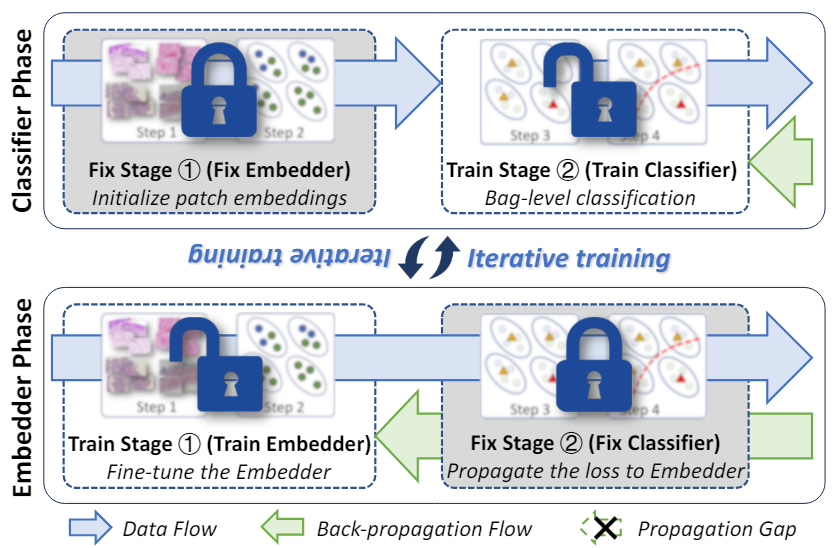 Classifier Phase
Step 1
Step 2
Fix Stage ① (Fix Embedder)
Initialize patch embeddings
Step 3
Step 4
Train Stage ② (Train Classifier)
Bag-level classification
Iterative training
Iterative training
Embedder Phase
Step 1
Step 2
Train Stage ① (Train Embedder)
Fine-tune the Embedder
Step 3
Step 4
Fix Stage ② (Fix Classifier)
Propagate the loss to Embedder
Data Flow
Back-propagation Flow
Propagation Gap